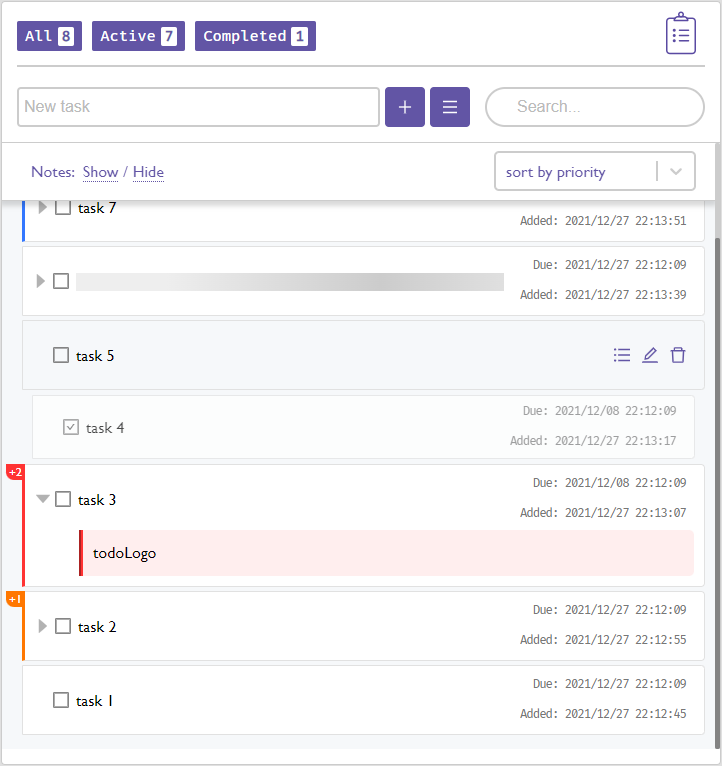 All 8 Active 7 Completed 1
New task + Search...
Notes: Show / Hide sort by priority
task 7
Added: 2021/12/27 22:13:51
Due: 2021/12/27 22:12:09
Added: 2021/12/27 22:13:39
task 5
Due: 2021/12/08 22:12:09
task 4
Added: 2021/12/27 22:13:17
+2
Due: 2021/12/08 22:12:09
task 3
Added: 2021/12/27 22:13:07
todoLogo
+1
Due: 2021/12/27 22:12:09
task 2
Added: 2021/12/27 22:12:55
Due: 2021/12/27 22:12:09
task 1
Added: 2021/12/27 22:12:45